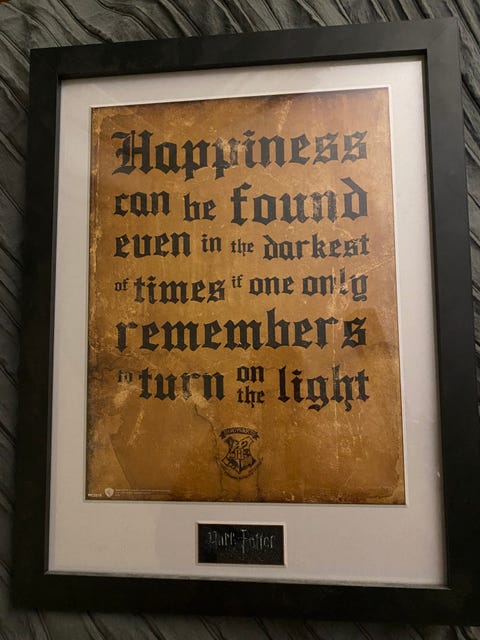 Happiness
can be found
even in the darkest
of times if one only
remembers
to turn on the light
Harry Potter